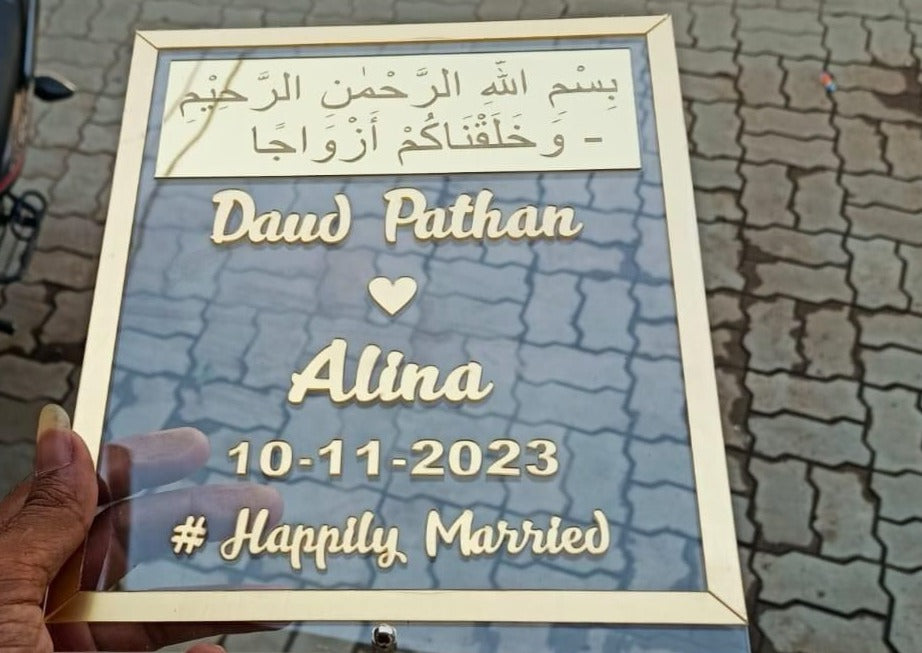 بِسْمِ اللّٰهِ الرَّحْمٰنِ الرَّحِيْمِ
- وَ خَلَقْنَاكُمْ أَزْوَاجًا
Daud Pathan
Alina
10-11-2023
# Happily Married